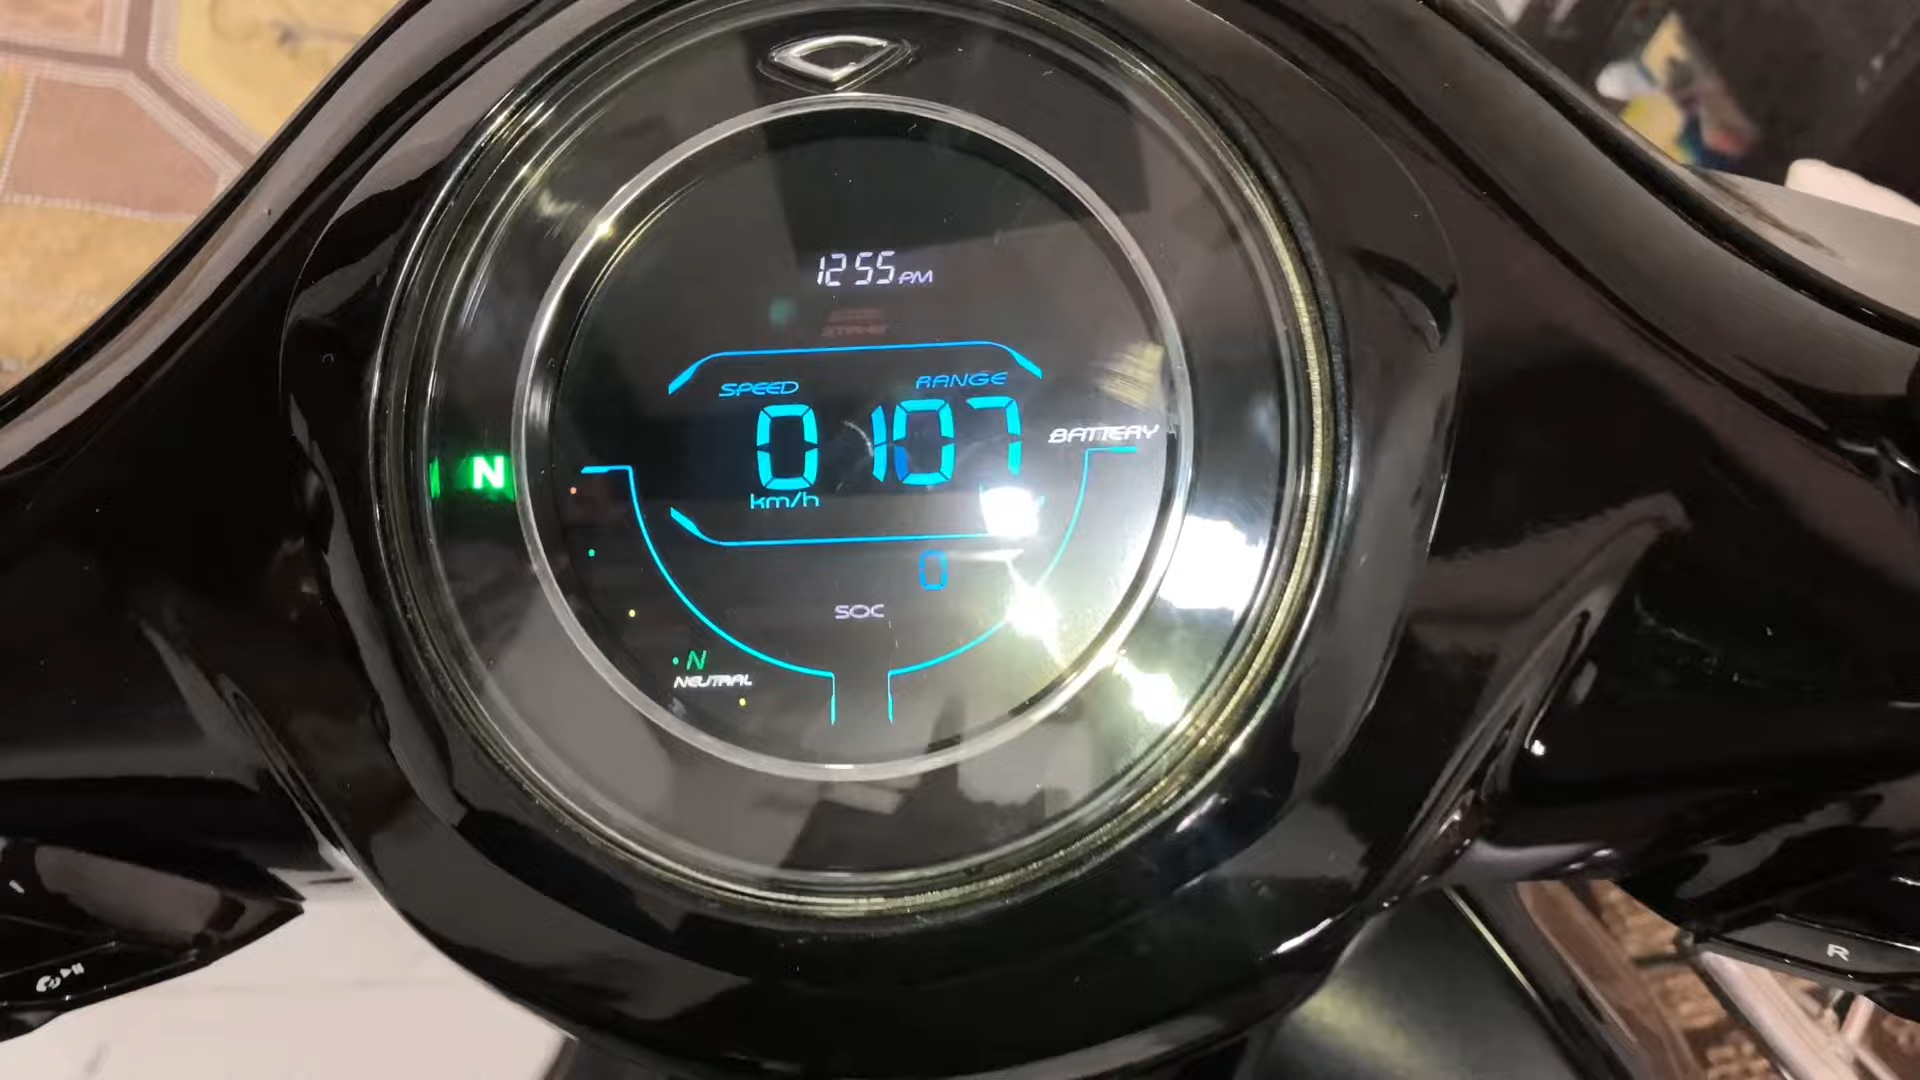 12 55 PM
SPEED RANGE
0 107
BATTERY
N
km/h
0
SOC
N
NEUTRAL
R